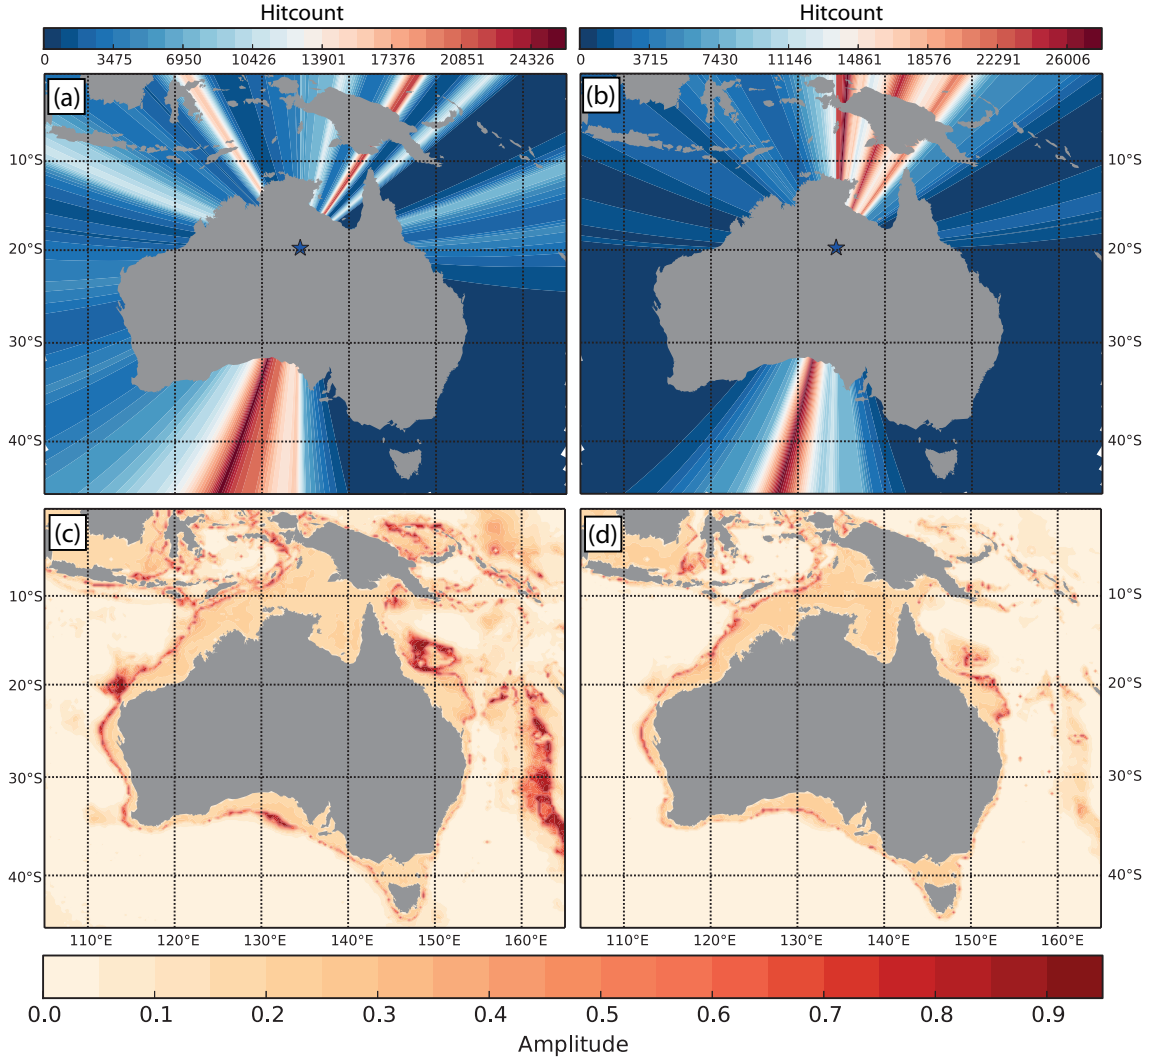 Hitcount
Hitcount
0 3475 6950 10426 13901 17376 20851 24326
0 3715 7430 11146 14861 18576 22291 26006
(a)
(b)
10°S
10°S
20°S
20°S
30°S
30°S
40°S
40°S
(c)
(d)
10°S
10°S
20°S
20°S
30°S
30°S
40°S
40°S
110°E 120°E 130°E 140°E 150°E 160°E
110°E 120°E 130°E 140°E 150°E 160°E
0.0 0.1 0.2 0.3 0.4 0.5 0.6 0.7 0.8 0.9
Amplitude